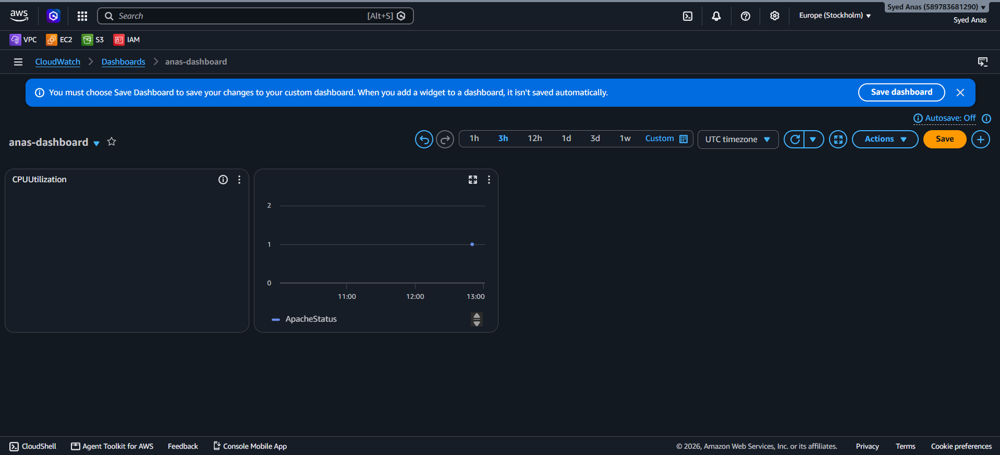 aws
Search
[Alt+S]
Europe (Stockholm)
Syed Anas (589783681290)
Syed Anas
VPC
EC2
S3
IAM
CloudWatch
Dashboards
anas-dashboard
You must choose Save Dashboard to save your changes to your custom dashboard. When you add a widget to a dashboard, it isn't saved automatically.
Save dashboard
Autosave: Off
anas-dashboard
1h
3h
12h
1d
3d
1w
Custom
UTC timezone
Actions
Save
CPUUtilization
2
1
0
11:00
12:00
13:00
ApacheStatus
CloudShell
Agent Toolkit for AWS
Feedback
Console Mobile App
© 2026, Amazon Web Services, Inc. or its affiliates.
Privacy
Terms
Cookie preferences